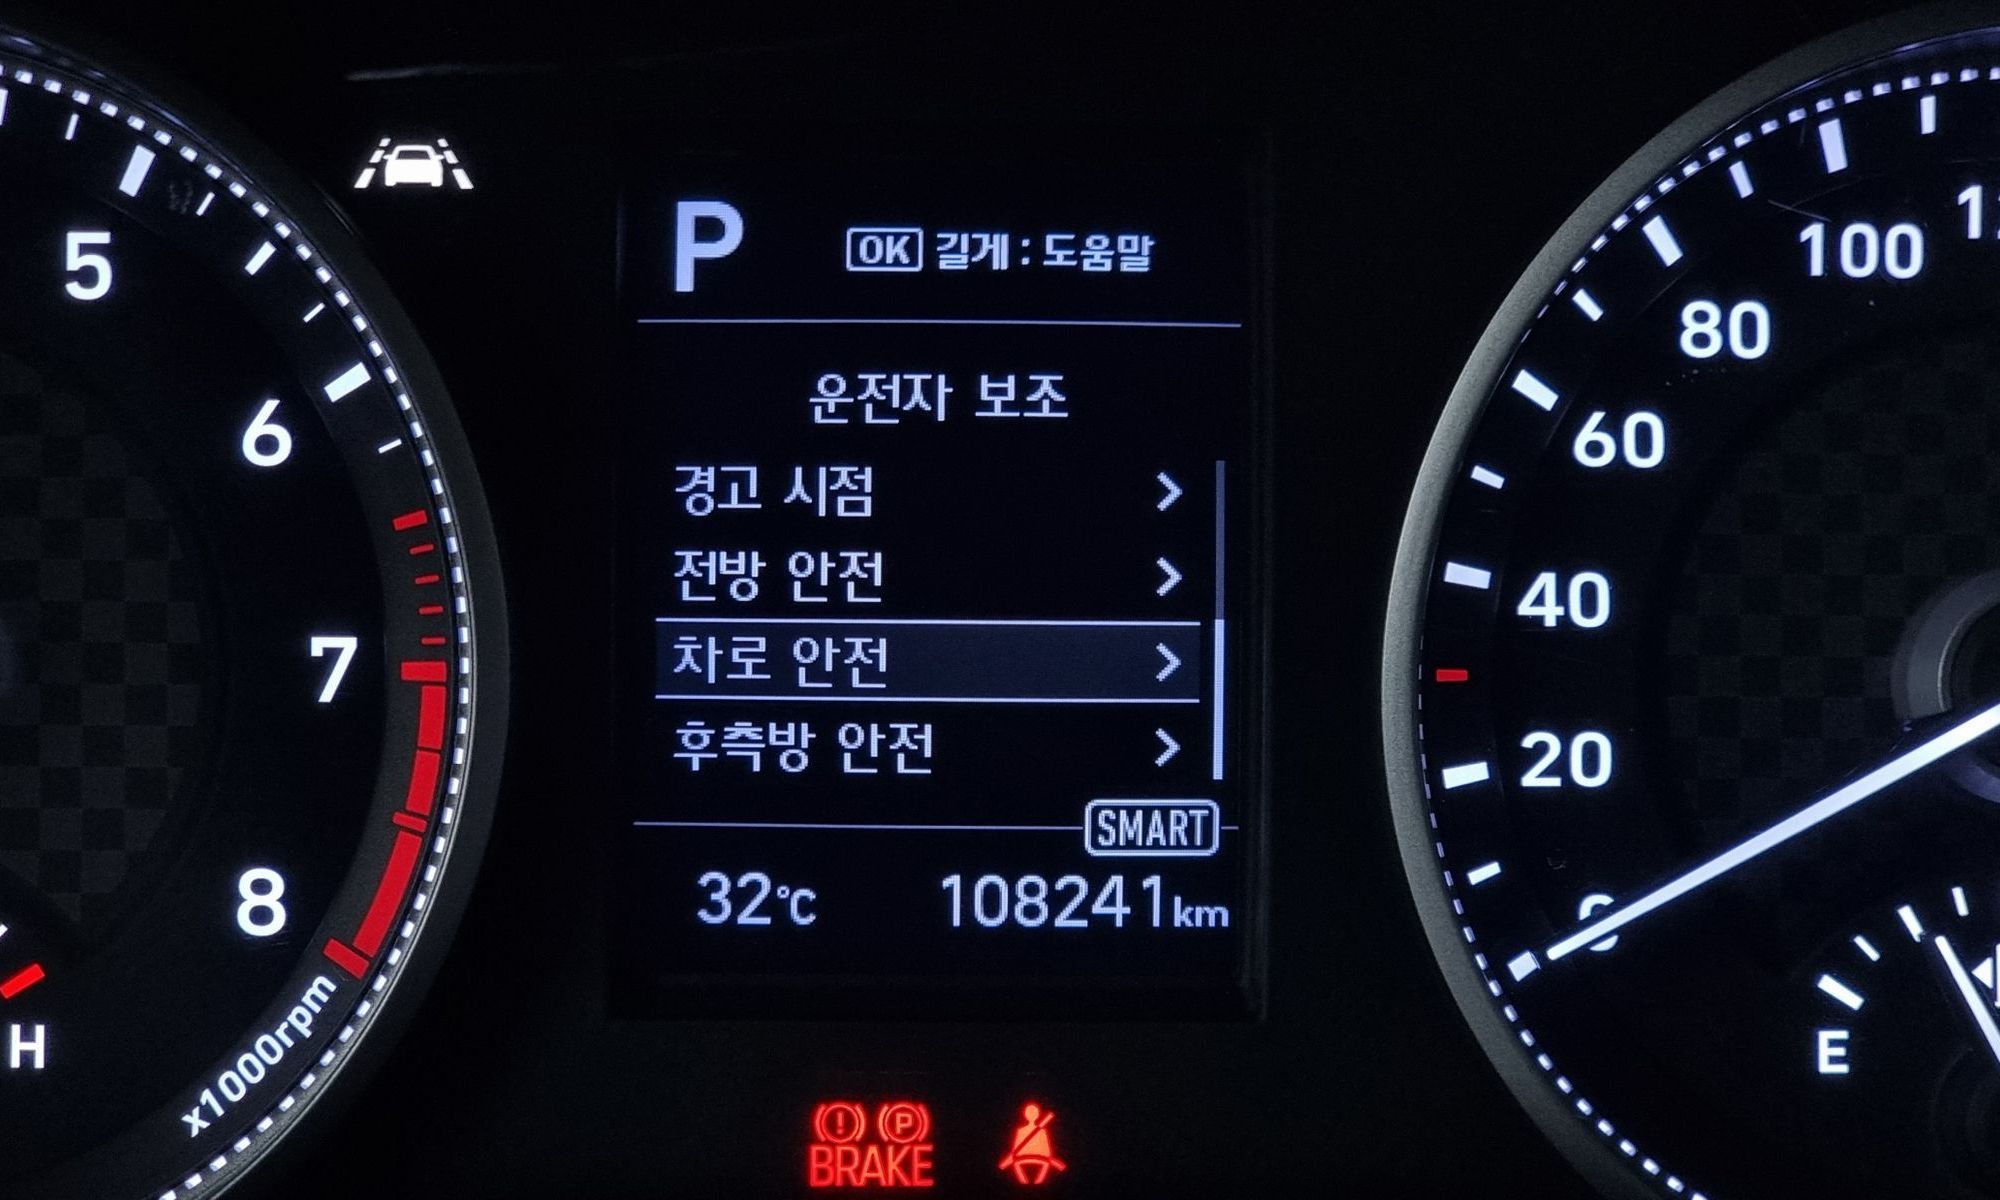 P
OK 길게 : 도움말
운전자 보조
경고 시점
전방 안전
차로 안전
후측방 안전
SMART
32℃ 108241km
5
6
7
8
x1000rpm
H
100
80
60
40
20
0
E
P
BRAKE